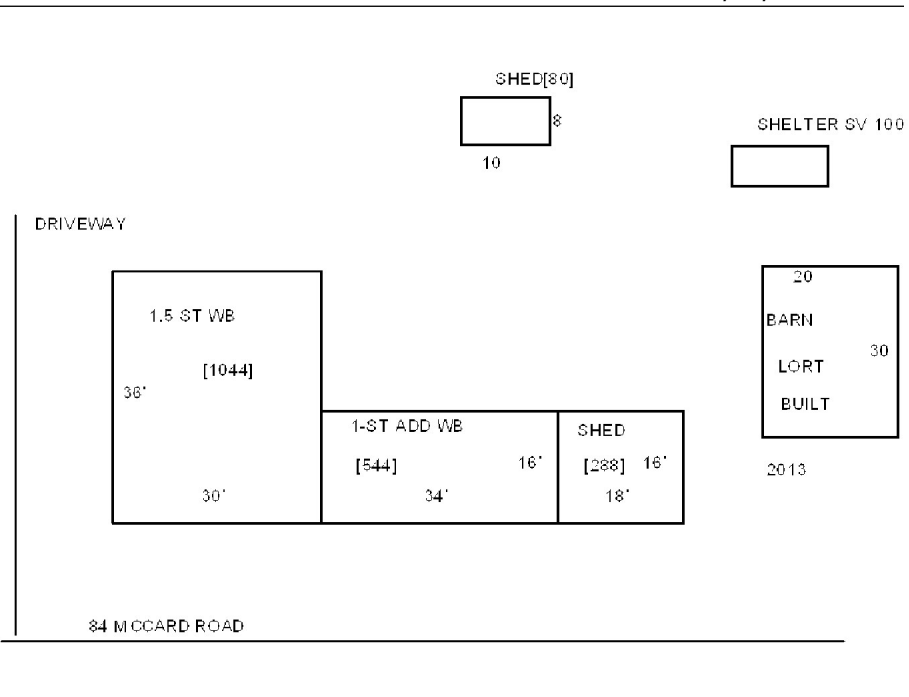 SHED[80]
8
10
SHELTER SV 100
DRIVEWAY
1.5 ST WB
[1044]
36'
30'
1-ST ADD WB
[544]
16'
34'
SHED
[288]
16'
18'
20
BARN
30
LORT
BUILT
2013
84 MCCARD ROAD